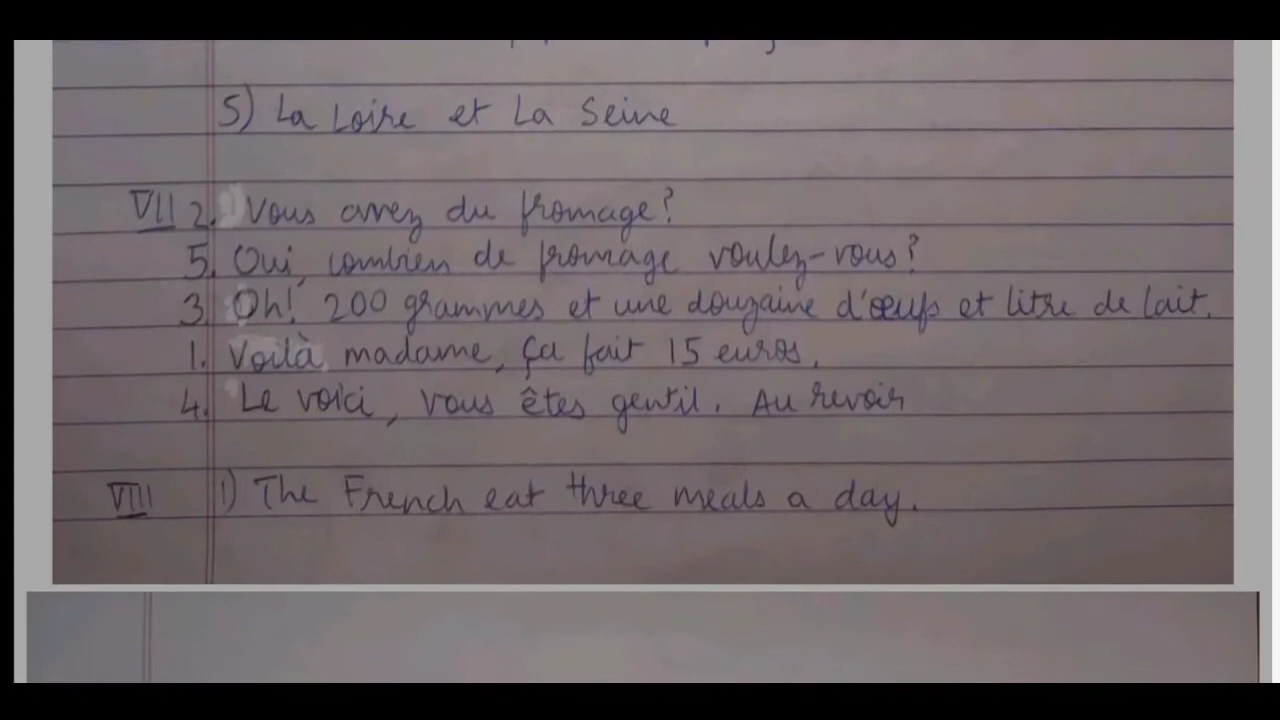 5) La Loire et La Seine
VII 2. Vous avez du fromage?
5. Oui, combien de fromage voulez-vous?
3. Oh! 200 grammes et une douzaine d'œufs et litre de lait.
1. Voilà madame, ça fait 15 euros.
4. Le voici, vous êtes gentil. Au revoir
VIII 1) The French eat three meals a day.